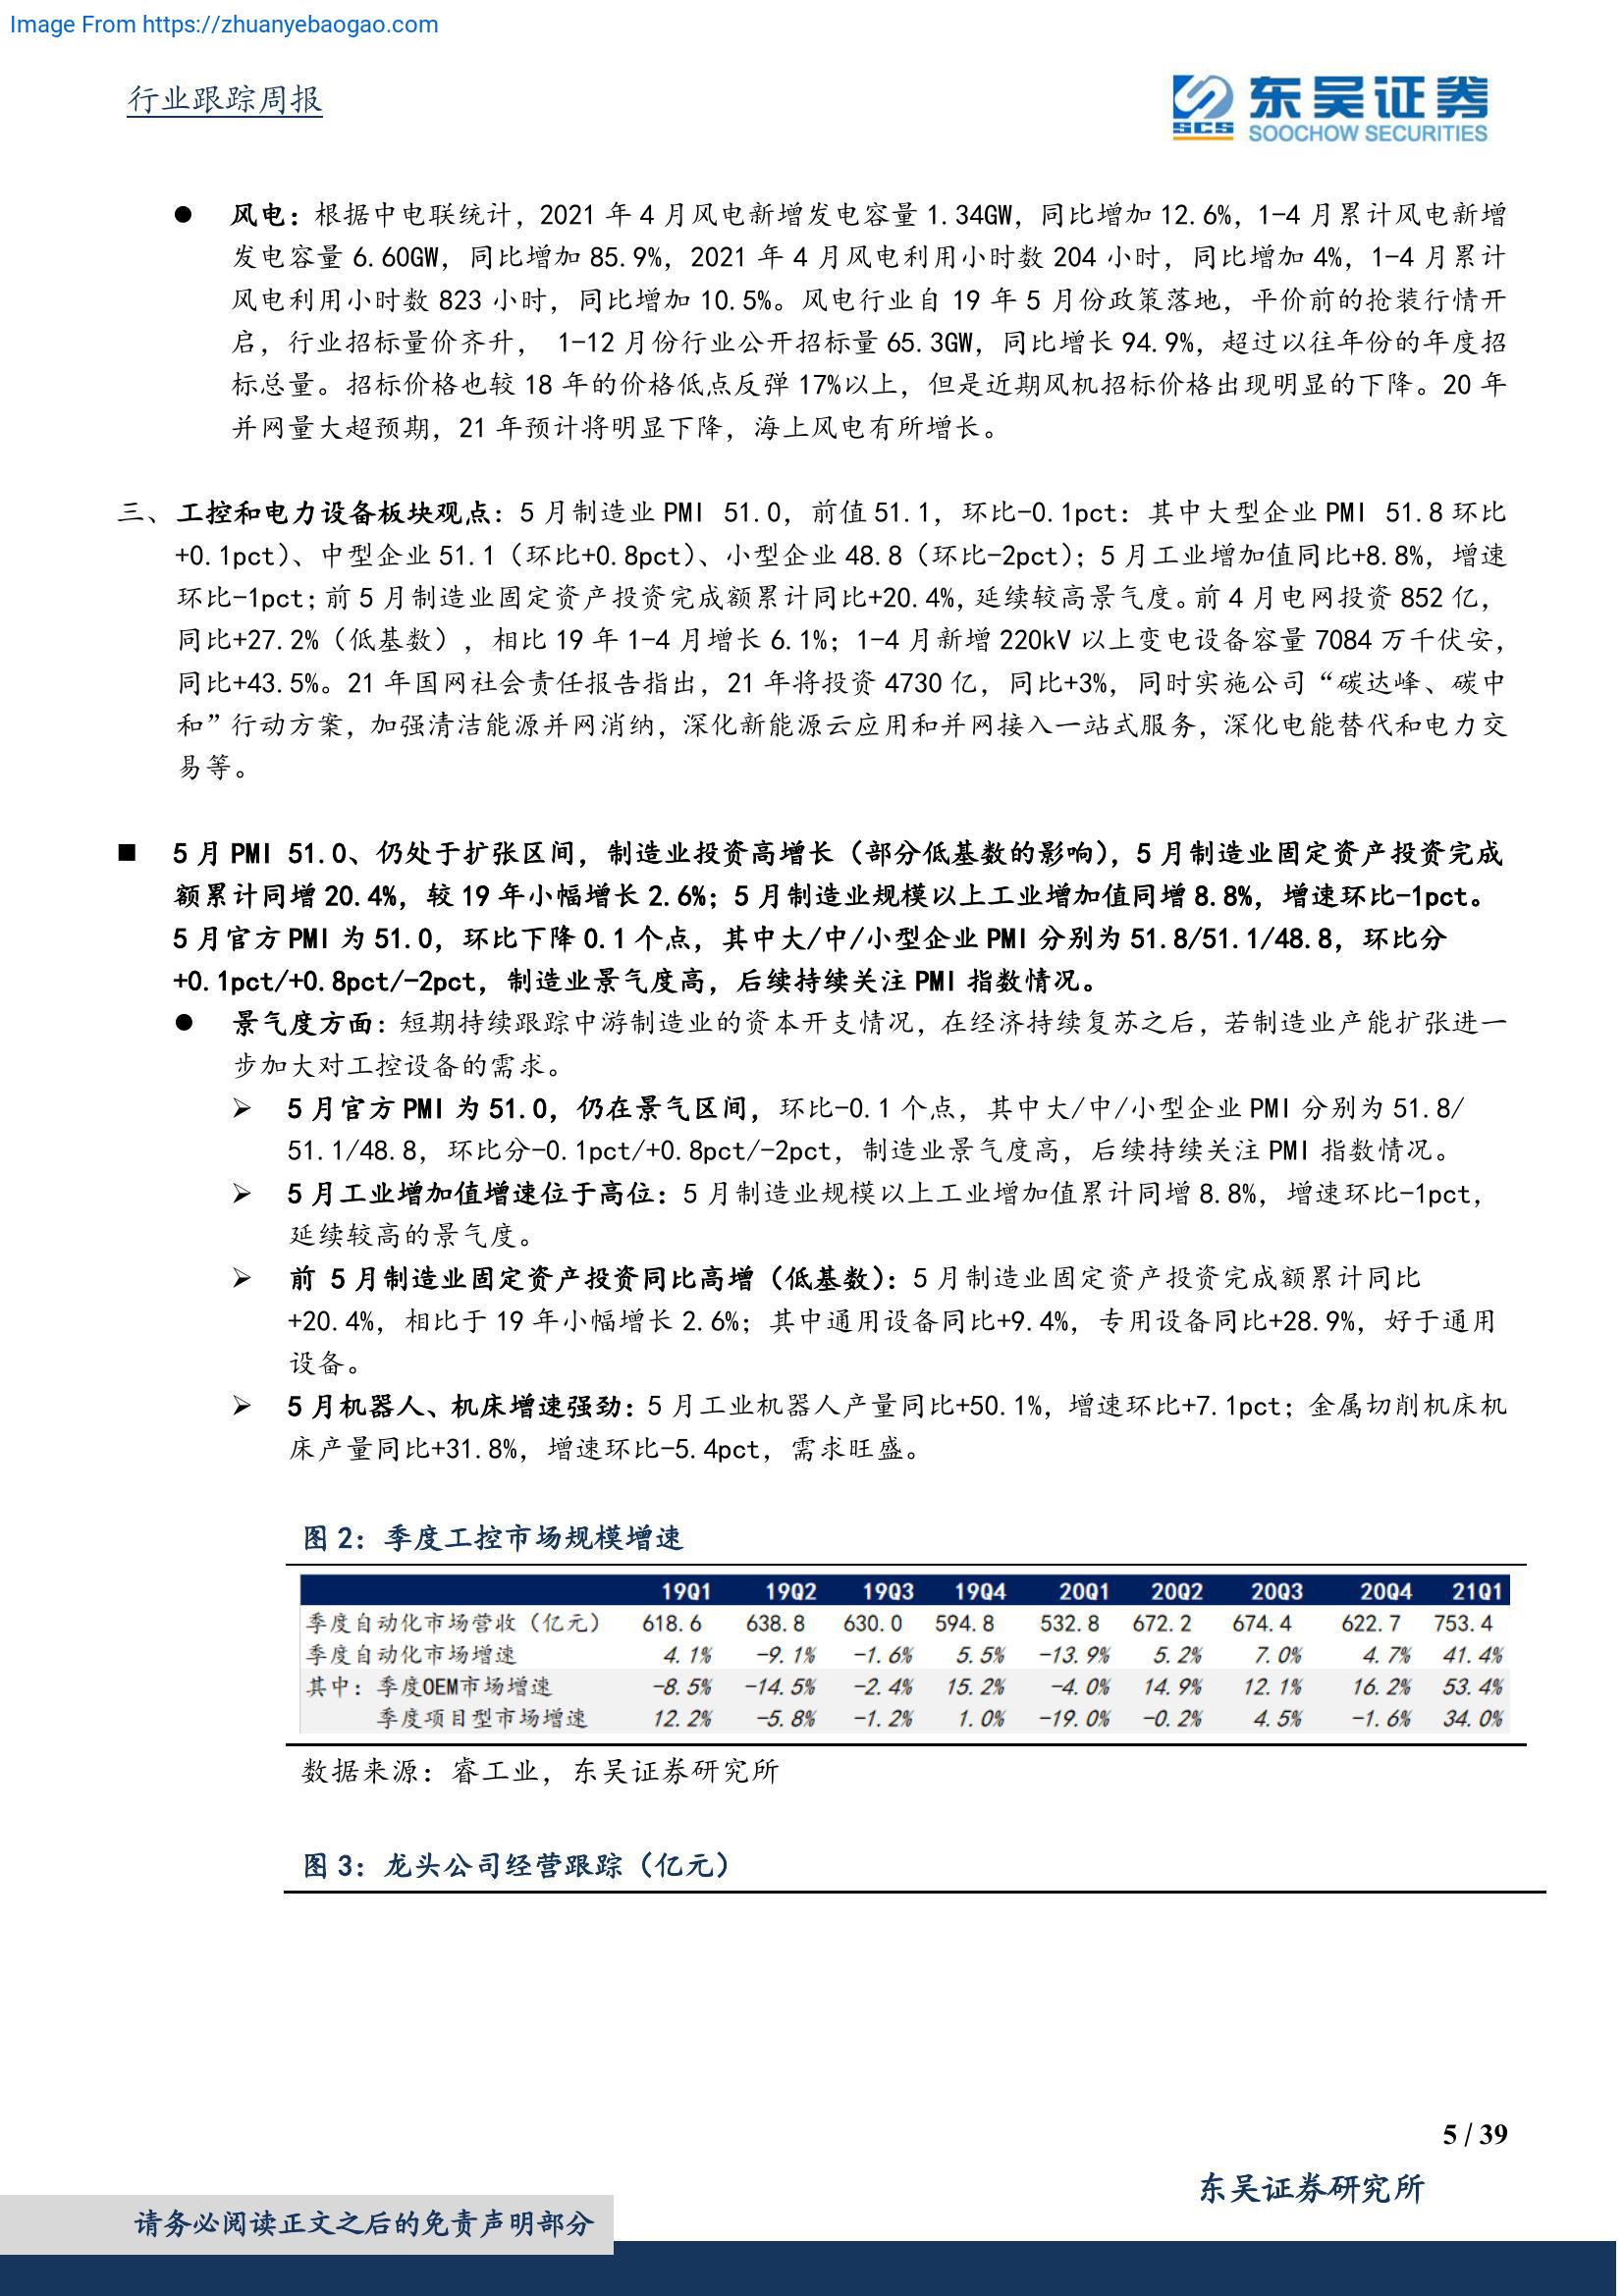 Image From https://zhuanyebaogao.com
行业跟踪周报
SCS 东吴证券
SOOCHOW SECURITIES
● 风电：根据中电联统计，2021 年 4 月风电新增发电容量 1.34GW，同比增加 12.6%，1-4 月累计风电新增
发电容量 6.60GW，同比增加 85.9%，2021 年 4 月风电利用小时数 204 小时，同比增加 4%，1-4 月累计
风电利用小时数 823 小时，同比增加 10.5%。风电行业自 19 年 5 月份政策落地，平价前的抢装行情开
启，行业招标量价齐升， 1-12 月份行业公开招标量 65.3GW，同比增长 94.9%，超过以往年份的年度招
标总量。招标价格也较 18 年的价格低点反弹 17%以上，但是近期风机招标价格出现明显的下降。20 年
并网量大超预期，21 年预计将明显下降，海上风电有所增长。
三、工控和电力设备板块观点：5 月制造业 PMI 51.0，前值 51.1，环比-0.1pct：其中大型企业 PMI 51.8 环比
+0.1pct）、中型企业 51.1（环比+0.8pct）、小型企业 48.8（环比-2pct）；5 月工业增加值同比+8.8%，增速
环比-1pct；前 5 月制造业固定资产投资完成额累计同比+20.4%，延续较高景气度。前 4 月电网投资 852 亿，
同比+27.2%（低基数），相比 19 年 1-4 月增长 6.1%；1-4 月新增 220kV 以上变电设备容量 7084 万千伏安，
同比+43.5%。21 年国网社会责任报告指出，21 年将投资 4730 亿，同比+3%，同时实施公司“碳达峰、碳中
和”行动方案，加强清洁能源并网消纳，深化新能源云应用和并网接入一站式服务，深化电能替代和电力交
易等。
■ 5 月 PMI 51.0、仍处于扩张区间，制造业投资高增长（部分低基数的影响），5 月制造业固定资产投资完成
额累计同增 20.4%，较 19 年小幅增长 2.6%；5 月制造业规模以上工业增加值同增 8.8%，增速环比-1pct。
5 月官方 PMI 为 51.0，环比下降 0.1 个点，其中大/中/小型企业 PMI 分别为 51.8/51.1/48.8，环比分
+0.1pct/+0.8pct/-2pct，制造业景气度高，后续持续关注 PMI 指数情况。
● 景气度方面：短期持续跟踪中游制造业的资本开支情况，在经济持续复苏之后，若制造业产能扩张进一
步加大对工控设备的需求。
➢ 5 月官方 PMI 为 51.0，仍在景气区间，环比-0.1 个点，其中大/中/小型企业 PMI 分别为 51.8/
51.1/48.8，环比分-0.1pct/+0.8pct/-2pct，制造业景气度高，后续持续关注 PMI 指数情况。
➢ 5 月工业增加值增速位于高位：5 月制造业规模以上工业增加值累计同增 8.8%，增速环比-1pct，
延续较高的景气度。
➢ 前 5 月制造业固定资产投资同比高增（低基数）：5 月制造业固定资产投资完成额累计同比
+20.4%，相比于 19 年小幅增长 2.6%；其中通用设备同比+9.4%，专用设备同比+28.9%，好于通用
设备。
➢ 5 月机器人、机床增速强劲：5 月工业机器人产量同比+50.1%，增速环比+7.1pct；金属切削机床机
床产量同比+31.8%，增速环比-5.4pct，需求旺盛。
图 2：季度工控市场规模增速
19Q1 19Q2 19Q3 19Q4 20Q1 20Q2 20Q3 20Q4 21Q1
季度自动化市场营收（亿元） 618.6 638.8 630.0 594.8 532.8 672.2 674.4 622.7 753.4
季度自动化市场增速 4.1% -9.1% -1.6% 5.5% -13.9% 5.2% 7.0% 4.7% 41.4%
其中：季度OEM市场增速 -8.5% -14.5% -2.4% 15.2% -4.0% 14.9% 12.1% 16.2% 53.4%
季度项目型市场增速 12.2% -5.8% -1.2% 1.0% -19.0% -0.2% 4.5% -1.6% 34.0%
数据来源：睿工业，东吴证券研究所
图 3：龙头公司经营跟踪（亿元）
5 / 39
东吴证券研究所
请务必阅读正文之后的免责声明部分